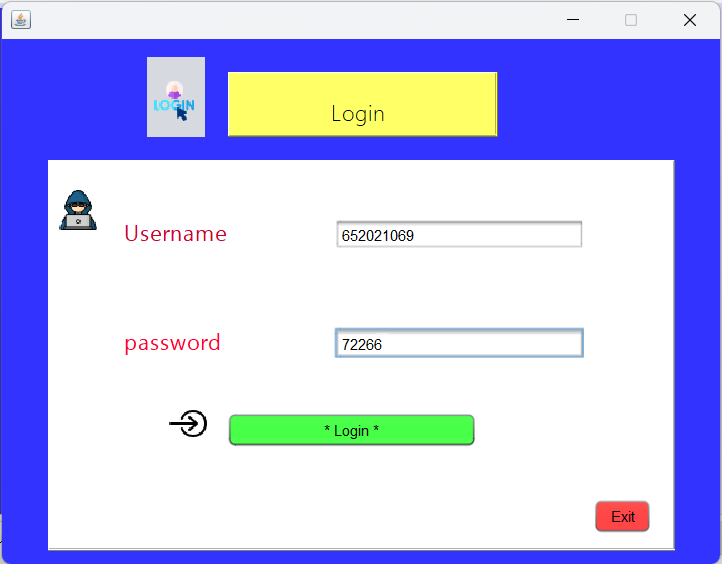 LOGIN
Login
Username
652021069
password
72266
* Login *
Exit